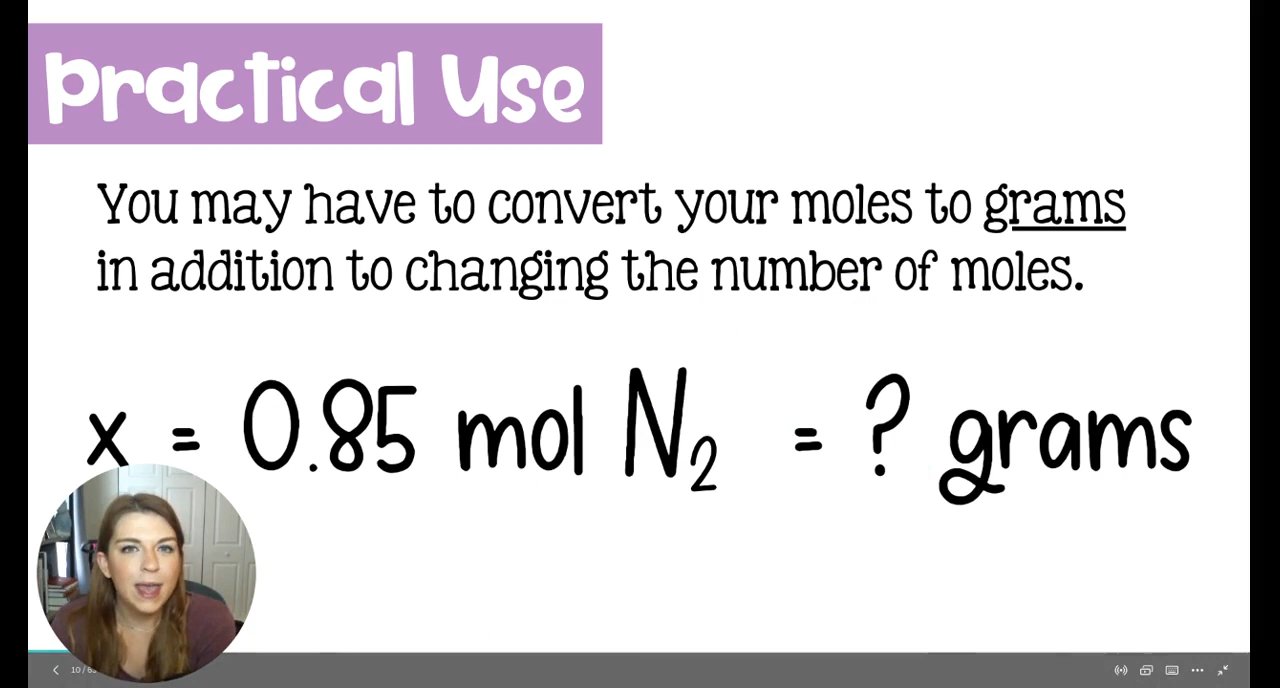 Practical Use
You may have to convert your moles to grams
in addition to changing the number of moles.
x = 0.85 mol N₂ = ? grams